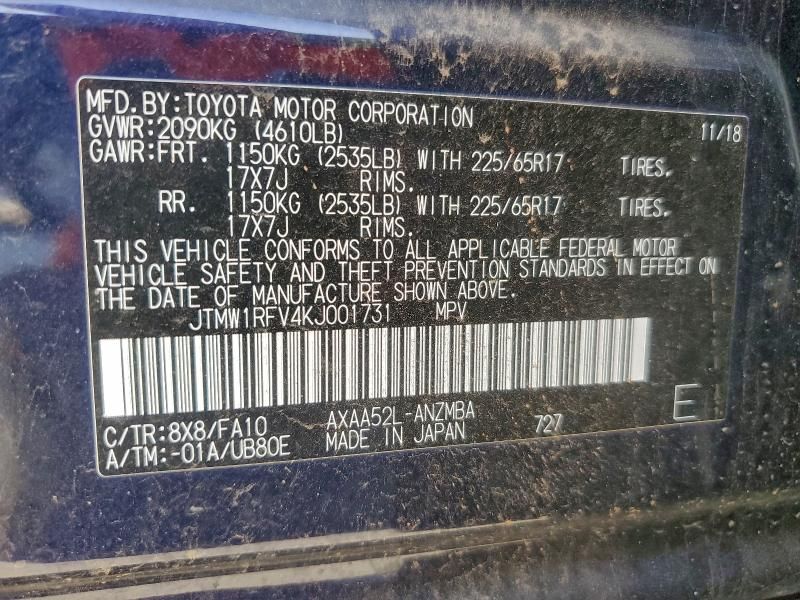 MFD.BY:TOYOTA MOTOR CORPORATION 11/18
GVWR:2090KG (4610LB)
GAWR:FRT. 1150KG (2535LB) WITH 225/65R17 TIRES.
17X7J RIMS.
RR. 1150KG (2535LB) WITH 225/65R17 TIRES.
17X7J RIMS.
THIS VEHICLE CONFORMS TO ALL APPLICABLE FEDERAL MOTOR
VEHICLE SAFETY AND THEFT PREVENTION STANDARDS IN EFFECT ON
THE DATE OF MANUFACTURE SHOWN ABOVE.
JTMW1RFV4KJ001731 MPV
C/TR:8X8/FA10 AXAA52L-ANZMBA 727 E
A/TM:-01A/UB80E MADE IN JAPAN